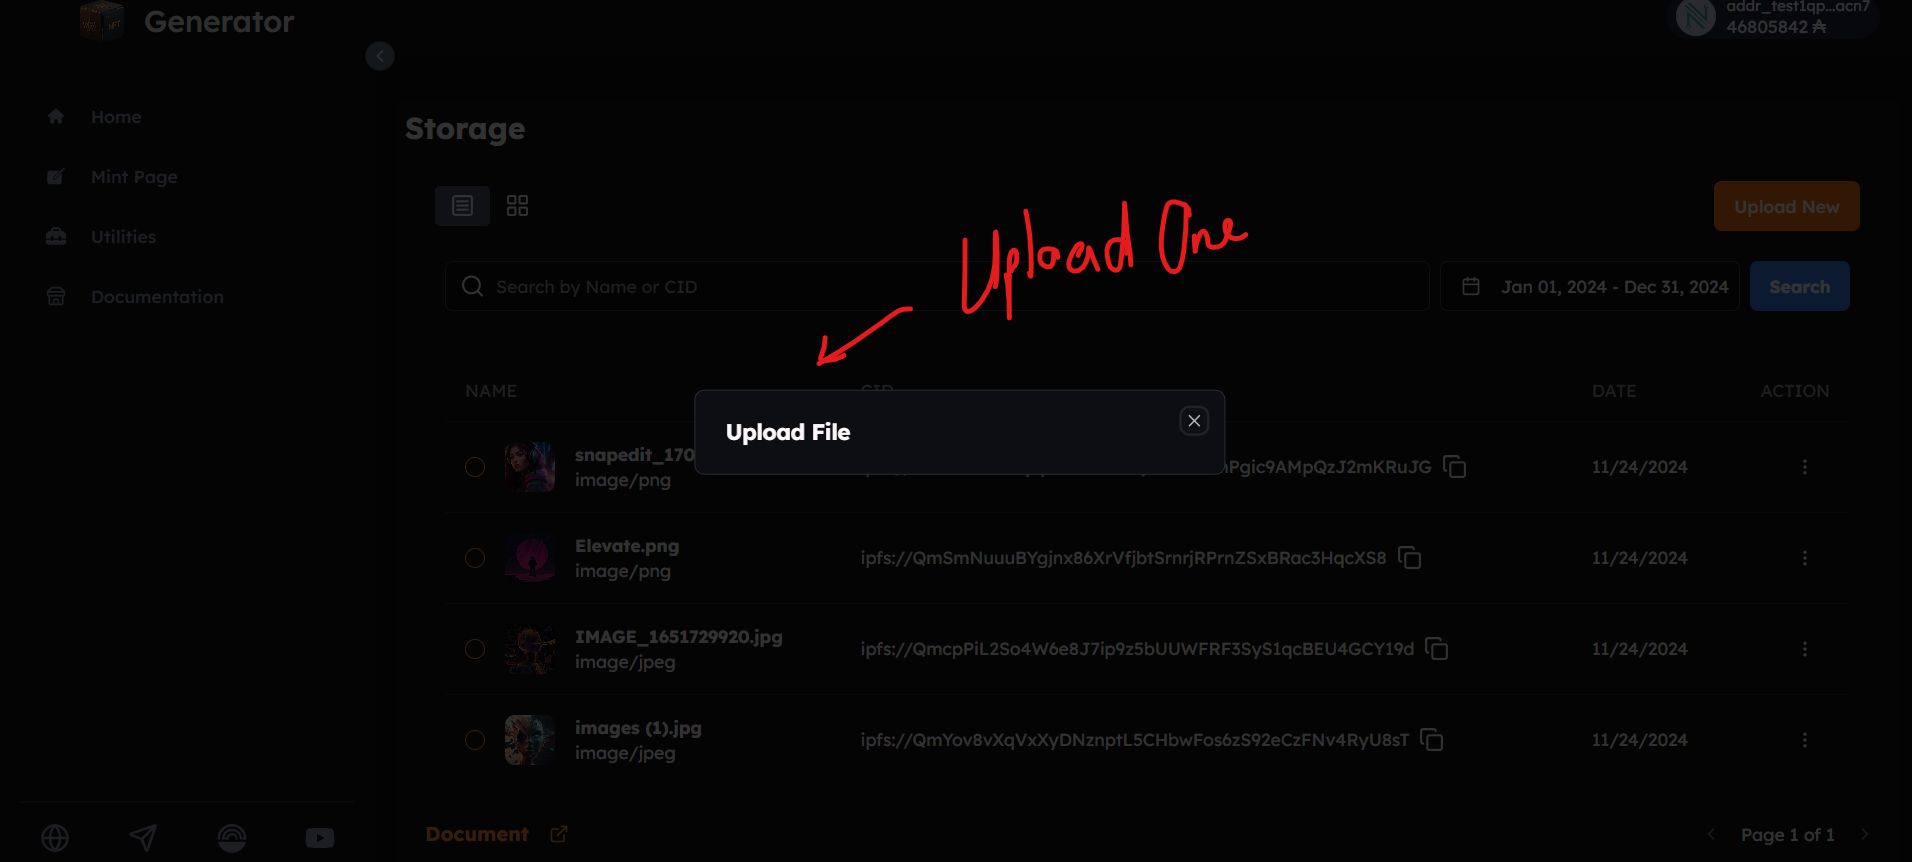 Generator
addr_test1qp...acn7
46805842 ₳
Home
Mint Page
Utilities
Documentation
Storage
Upload New
Upload One
Search by Name or CID
Jan 01, 2024 - Dec 31, 2024
Search
NAME
CID
DATE
ACTION
Upload File
snapedit_170
image/png
Pgic9AMpQzJ2mKRuJG
11/24/2024
Elevate.png
image/png
ipfs://QmSmNuuuBYgjnx86XrVfjbtSrnrjRPrnZSxBRac3HqcXS8
11/24/2024
IMAGE_1651729920.jpg
image/jpeg
ipfs://QmcpPiL2So4W6e8J7ip9z5bUUWFRF3SyS1qcBEU4GCY19d
11/24/2024
images (1).jpg
image/jpeg
ipfs://QmYov8vXqVxXyDNznptL5CHbwFos6zS92eCzFNv4RyU8sT
11/24/2024
Document
Page 1 of 1